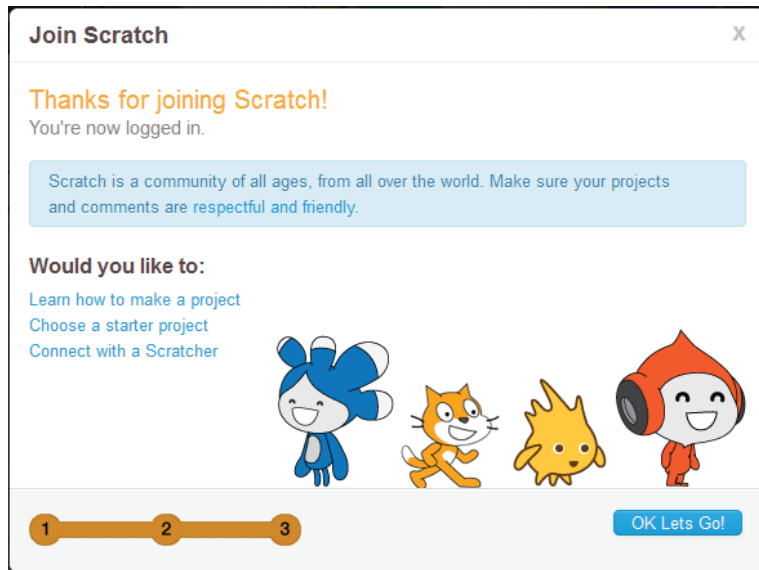 Join Scratch
X
Thanks for joining Scratch!
You're now logged in.
Scratch is a community of all ages, from all over the world. Make sure your projects
and comments are respectful and friendly.
Would you like to:
Learn how to make a project
Choose a starter project
Connect with a Scratcher
1 2 3
OK Lets Go!